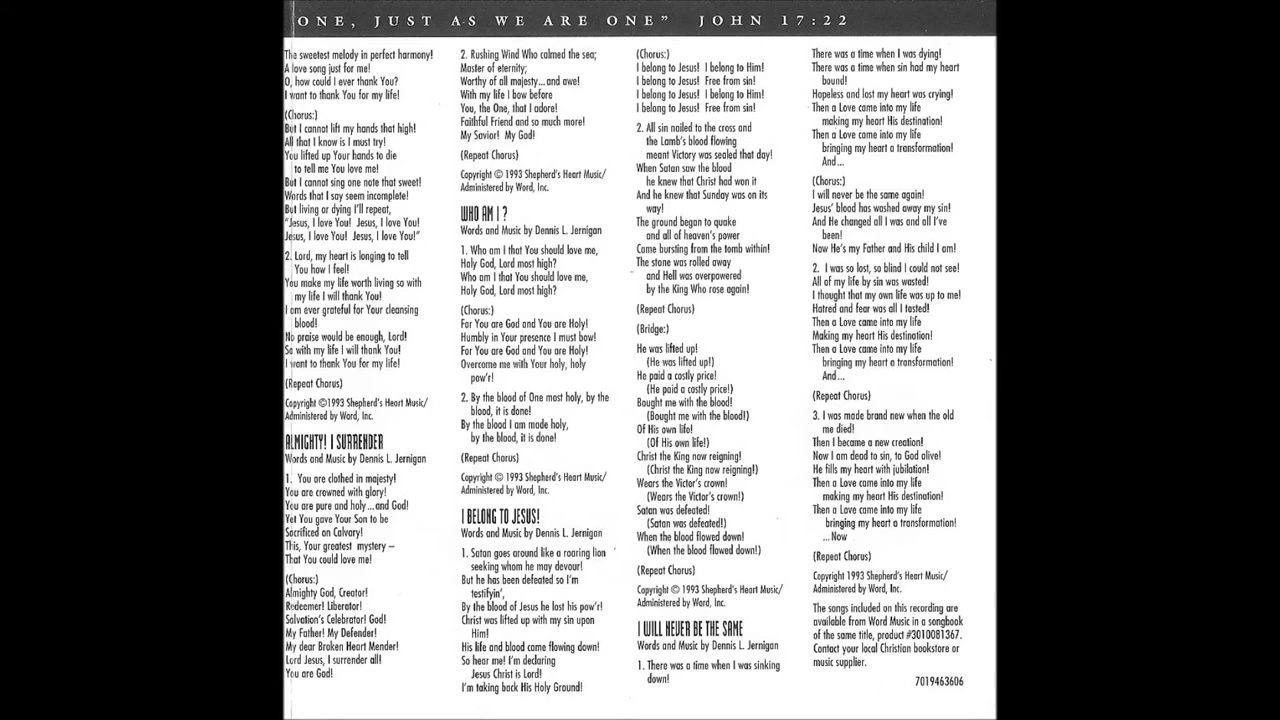 ONE, JUST AS WE ARE ONE” JOHN 17:22
The sweetest melody in perfect harmony!
A love song just for me!
O, how could I ever thank You?
I want to thank You for my life!
(Chorus:)
But I cannot lift my hands that high!
All that I know is I must try!
You lifted up Your hands to die
to tell me You love me!
But I cannot sing one note that sweet!
Words that I say seem incomplete!
But living or dying I'll repeat,
“Jesus, I love You! Jesus, I love You!
Jesus, I love You! Jesus, I love You!”
2. Lord, my heart is longing to tell
You how I feel!
You make my life worth living so with
my life I will thank You!
I am ever grateful for Your cleansing
blood!
No praise would be enough, Lord!
So with my life I will thank You!
I want to thank You for my life!
(Repeat Chorus)
Copyright ©1993 Shepherd's Heart Music/
Administered by Word, Inc.
ALMIGHTY! I SURRENDER
Words and Music by Dennis L. Jernigan
1. You are clothed in majesty!
You are crowned with glory!
You are pure and holy...and God!
Yet You gave Your Son to be
Sacrificed on Calvary!
This, Your greatest mystery –
That You could love me!
(Chorus:)
Almighty God, Creator!
Redeemer! Liberator!
Salvation's Celebrator! God!
My Father! My Defender!
My dear Broken Heart Mender!
Lord Jesus, I surrender all!
You are God!
2. Rushing Wind Who calmed the sea;
Master of eternity;
Worthy of all majesty...and awe!
With my life I bow before
You, the One, that I adore!
Faithful Friend and so much more!
My Savior! My God!
(Repeat Chorus)
Copyright © 1993 Shepherd's Heart Music/
Administered by Word, Inc.
WHO AM I ?
Words and Music by Dennis L. Jernigan
1. Who am I that You should love me,
Holy God, Lord most high?
Who am I that You should love me,
Holy God, Lord most high?
(Chorus:)
For You are God and You are Holy!
Humbly in Your presence I must bow!
For You are God and You are Holy!
Overcome me with Your holy, holy
pow'r!
2. By the blood of One most holy, by the
blood, it is done!
By the blood I am made holy,
by the blood, it is done!
(Repeat Chorus)
Copyright © 1993 Shepherd's Heart Music/
Administered by Word, Inc.
I BELONG TO JESUS!
Words and Music by Dennis L. Jernigan
1. Satan goes around like a roaring lion
seeking whom he may devour!
But he has been defeated so I'm
testifyin',
By the blood of Jesus he lost his pow'r!
Christ was lifted up with my sin upon
Him!
His life and blood came flowing down!
So hear me! I'm declaring
Jesus Christ is Lord!
I'm taking back His Holy Ground!
(Chorus:)
I belong to Jesus! I belong to Him!
I belong to Jesus! Free from sin!
I belong to Jesus! I belong to Him!
I belong to Jesus! Free from sin!
2. All sin nailed to the cross and
the Lamb's blood flowing
meant Victory was sealed that day!
When Satan saw the blood
he knew that Christ had won it
And he knew that Sunday was on its
way!
The ground began to quake
and all of heaven's power
Came bursting from the tomb within!
The stone was rolled away
and Hell was overpowered
by the King Who rose again!
(Repeat Chorus)
(Bridge:)
He was lifted up!
(He was lifted up!)
He paid a costly price!
(He paid a costly price!)
Bought me with the blood!
(Bought me with the blood!)
Of His own life!
(Of His own life!)
Christ the King now reigning!
(Christ the King now reigning!)
Wears the Victor's crown!
(Wears the Victor's crown!)
Satan was defeated!
(Satan was defeated!)
When the blood flowed down!
(When the blood flowed down!)
(Repeat Chorus)
Copyright © 1993 Shepherd's Heart Music/
Administered by Word, Inc.
I WILL NEVER BE THE SAME
Words and Music by Dennis L. Jernigan
1. There was a time when I was sinking
down!
There was a time when I was dying!
There was a time when sin had my heart
bound!
Hopeless and lost my heart was crying!
Then a Love came into my life
making my heart His destination!
Then a Love came into my life
bringing my heart a transformation!
And...
(Chorus:)
I will never be the same again!
Jesus' blood has washed away my sin!
And He changed all I was and all I've
been!
Now He's my Father and His child I am!
2. I was so lost, so blind I could not see!
All of my life by sin was wasted!
I thought that my own life was up to me!
Hatred and fear was all I tasted!
Then a Love came into my life
Making my heart His destination!
Then a Love came into my life
bringing my heart a transformation!
And...
(Repeat Chorus)
3. I was made brand new when the old
me died!
Then I became a new creation!
Now I am dead to sin, to God alive!
He fills my heart with jubilation!
Then a Love came into my life
making my heart His destination!
Then a Love came into my life
bringing my heart a transformation!
...Now
(Repeat Chorus)
Copyright 1993 Shepherd's Heart Music/
Administered by Word, Inc.
The songs included on this recording are
available from Word Music in a songbook
of the same title, product #3010081367.
Contact your local Christian bookstore or
music supplier.
7019463606